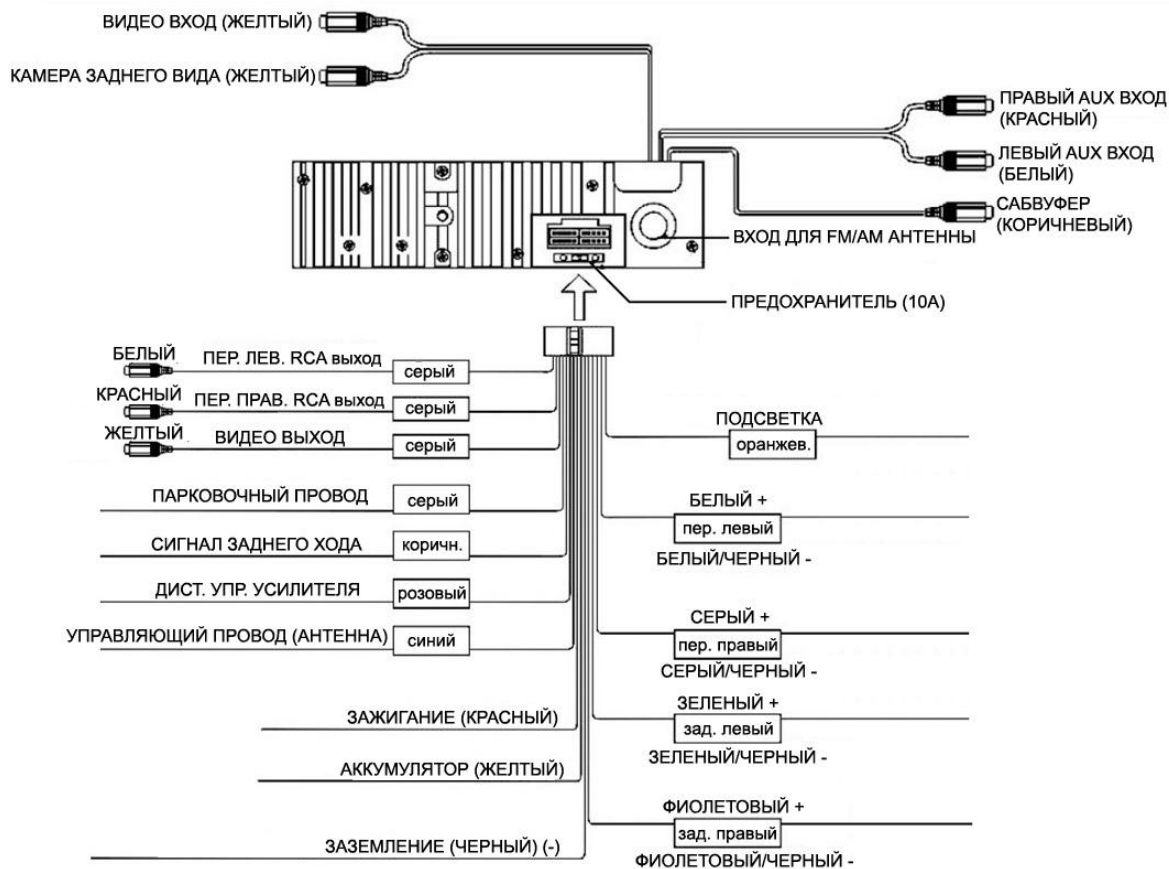 ВИДЕО ВХОД (ЖЕЛТЫЙ)
КАМЕРА ЗАДНЕГО ВИДА (ЖЕЛТЫЙ)
ПРАВЫЙ AUX ВХОД
(КРАСНЫЙ)
ЛЕВЫЙ AUX ВХОД
(БЕЛЫЙ)
САБВУФЕР
(КОРИЧНЕВЫЙ)
ВХОД ДЛЯ FM/AM АНТЕННЫ
ПРЕДОХРАНИТЕЛЬ (10А)
БЕЛЫЙ
ПЕР. ЛЕВ. RCA выход
серый
КРАСНЫЙ
ПЕР. ПРАВ. RCA выход
серый
ЖЕЛТЫЙ
ВИДЕО ВЫХОД
серый
ПАРКОВОЧНЫЙ ПРОВОД
серый
СИГНАЛ ЗАДНЕГО ХОДА
коричн.
ДИСТ. УПР. УСИЛИТЕЛЯ
розовый
УПРАВЛЯЮЩИЙ ПРОВОД (АНТЕННА)
синий
ЗАЖИГАНИЕ (КРАСНЫЙ)
АККУМУЛЯТОР (ЖЕЛТЫЙ)
ЗАЗЕМЛЕНИЕ (ЧЕРНЫЙ) (-)
ПОДСВЕТКА
оранжев.
БЕЛЫЙ +
пер. левый
БЕЛЫЙ/ЧЕРНЫЙ -
СЕРЫЙ +
пер. правый
СЕРЫЙ/ЧЕРНЫЙ -
ЗЕЛЕНЫЙ +
зад. левый
ЗЕЛЕНЫЙ/ЧЕРНЫЙ -
ФИОЛЕТОВЫЙ +
зад. правый
ФИОЛЕТОВЫЙ/ЧЕРНЫЙ -